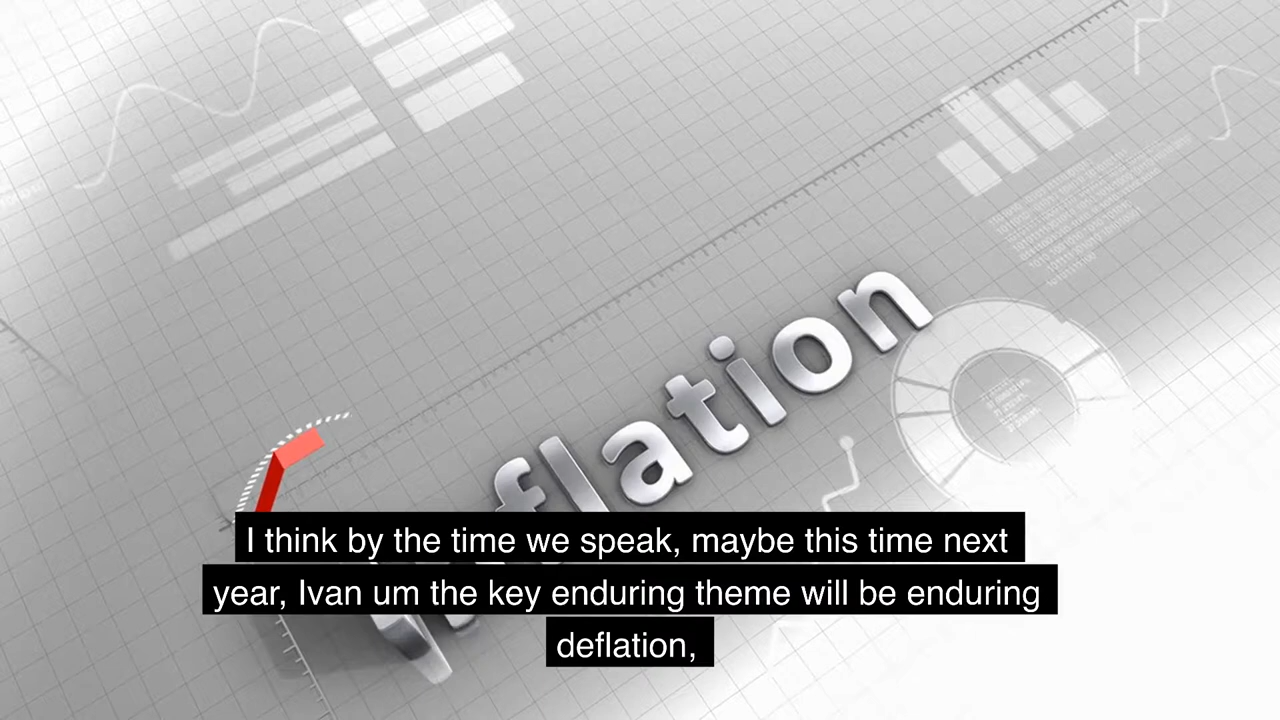 flation
I think by the time we speak, maybe this time next
year, Ivan um the key enduring theme will be enduring
deflation,